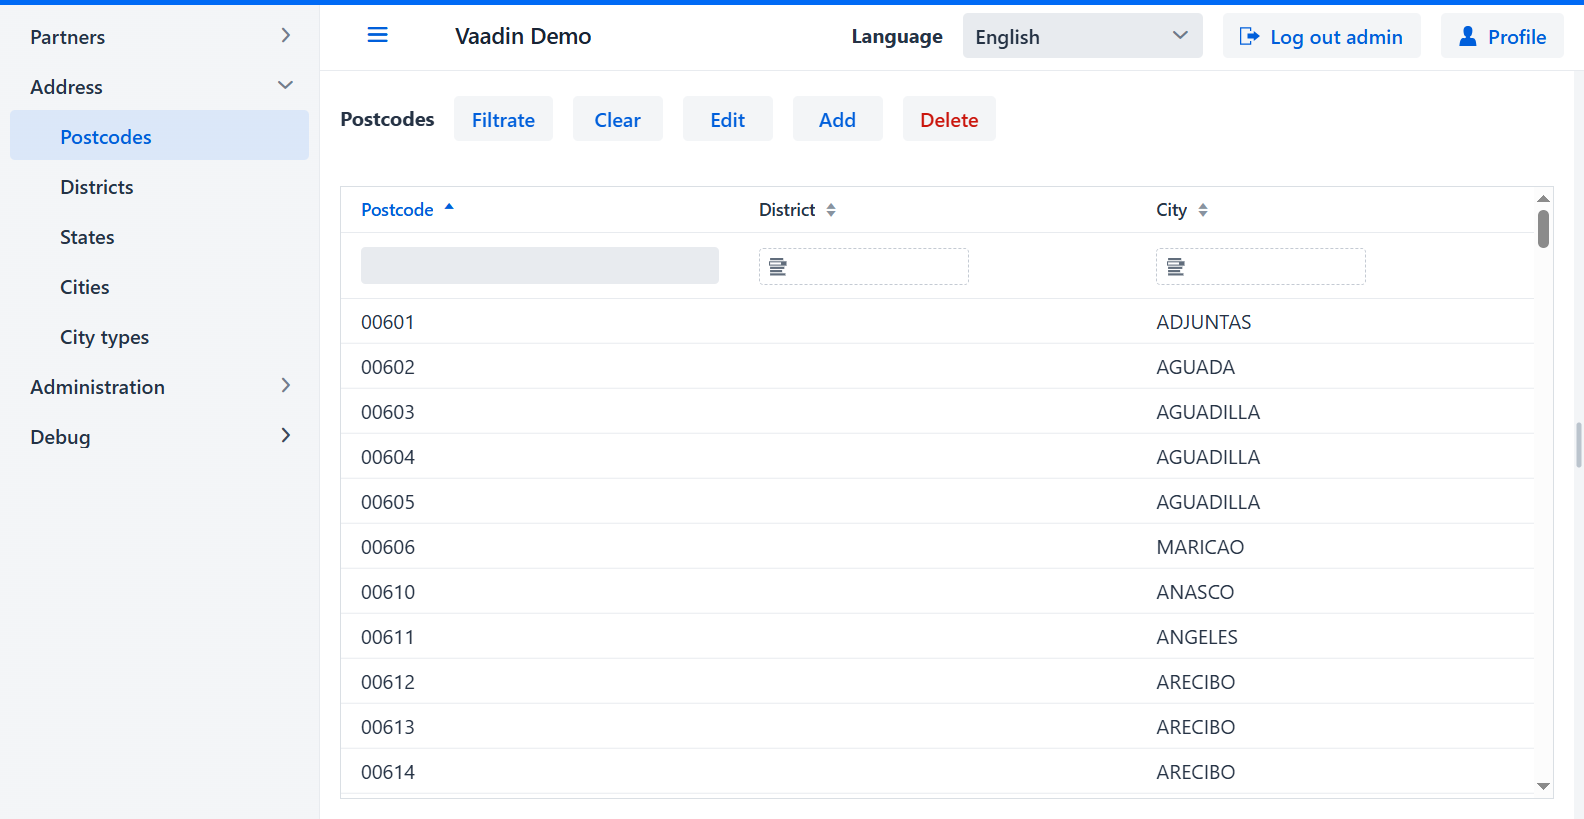 Partners
Address
Postcodes
Districts
States
Cities
City types
Administration
Debug
Vaadin Demo
Language
English
Log out admin
Profile
Postcodes
Filtrate
Clear
Edit
Add
Delete
Postcode District City
00601 ADJUNTAS
00602 AGUADA
00603 AGUADILLA
00604 AGUADILLA
00605 AGUADILLA
00606 MARICAO
00610 ANASCO
00611 ANGELES
00612 ARECIBO
00613 ARECIBO
00614 ARECIBO